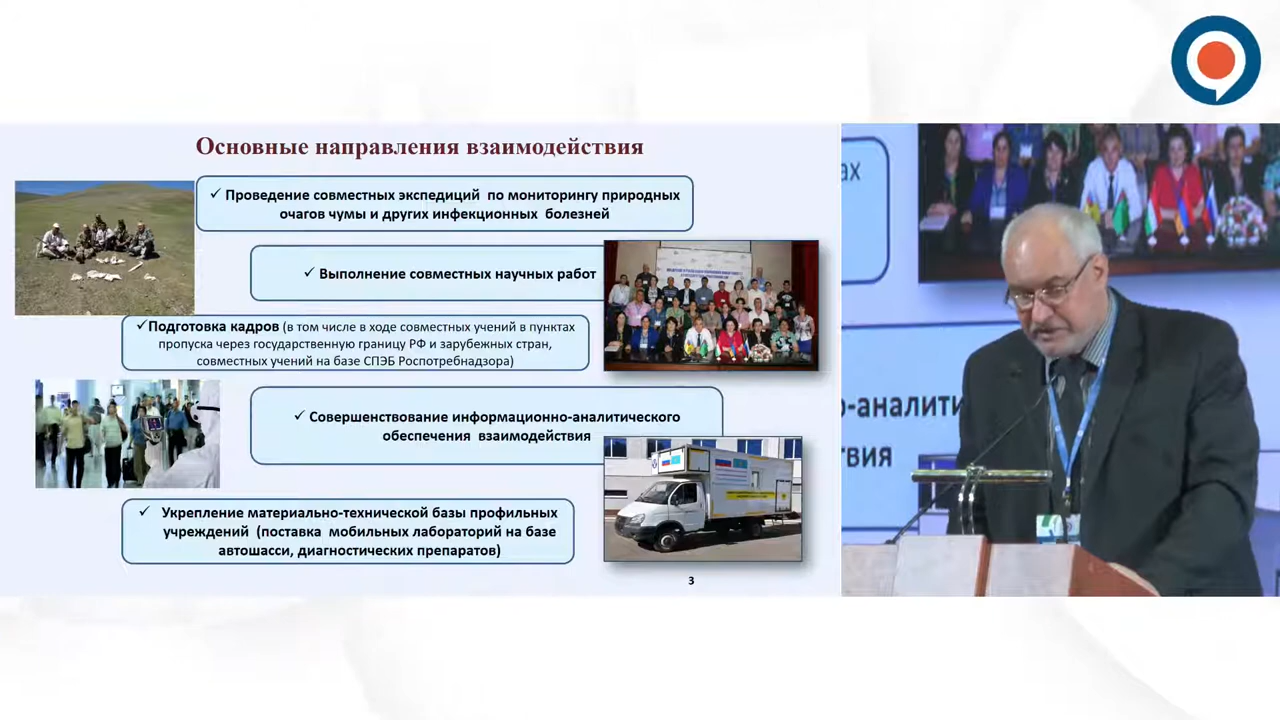 Основные направления взаимодействия
✓ Проведение совместных экспедиций по мониторингу природных
очагов чумы и других инфекционных болезней
✓ Выполнение совместных научных работ
✓Подготовка кадров (в том числе в ходе совместных учений в пунктах
пропуска через государственную границу РФ и зарубежных стран,
совместных учений на базе СПЭБ Роспотребнадзора)
✓ Совершенствование информационно-аналитического
обеспечения взаимодействия
✓ Укрепление материально-технической базы профильных
учреждений (поставка мобильных лабораторий на базе
автошасси, диагностических препаратов)
3
ах
о-аналити
твия